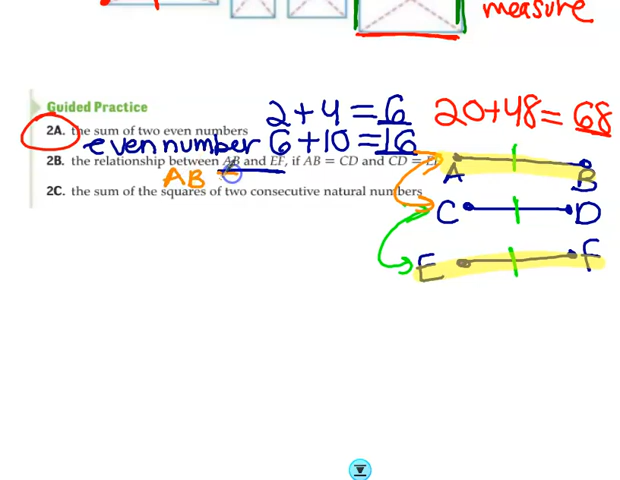 measure
Guided Practice
2 + 4 = 6
20+48= 68
2A. the sum of two even numbers
even number
6 +10 = 16
2B. the relationship between AB and EF, if AB = CD and CD =
A B
AB =
2C. the sum of the squares of two consecutive natural numbers
C D
E F